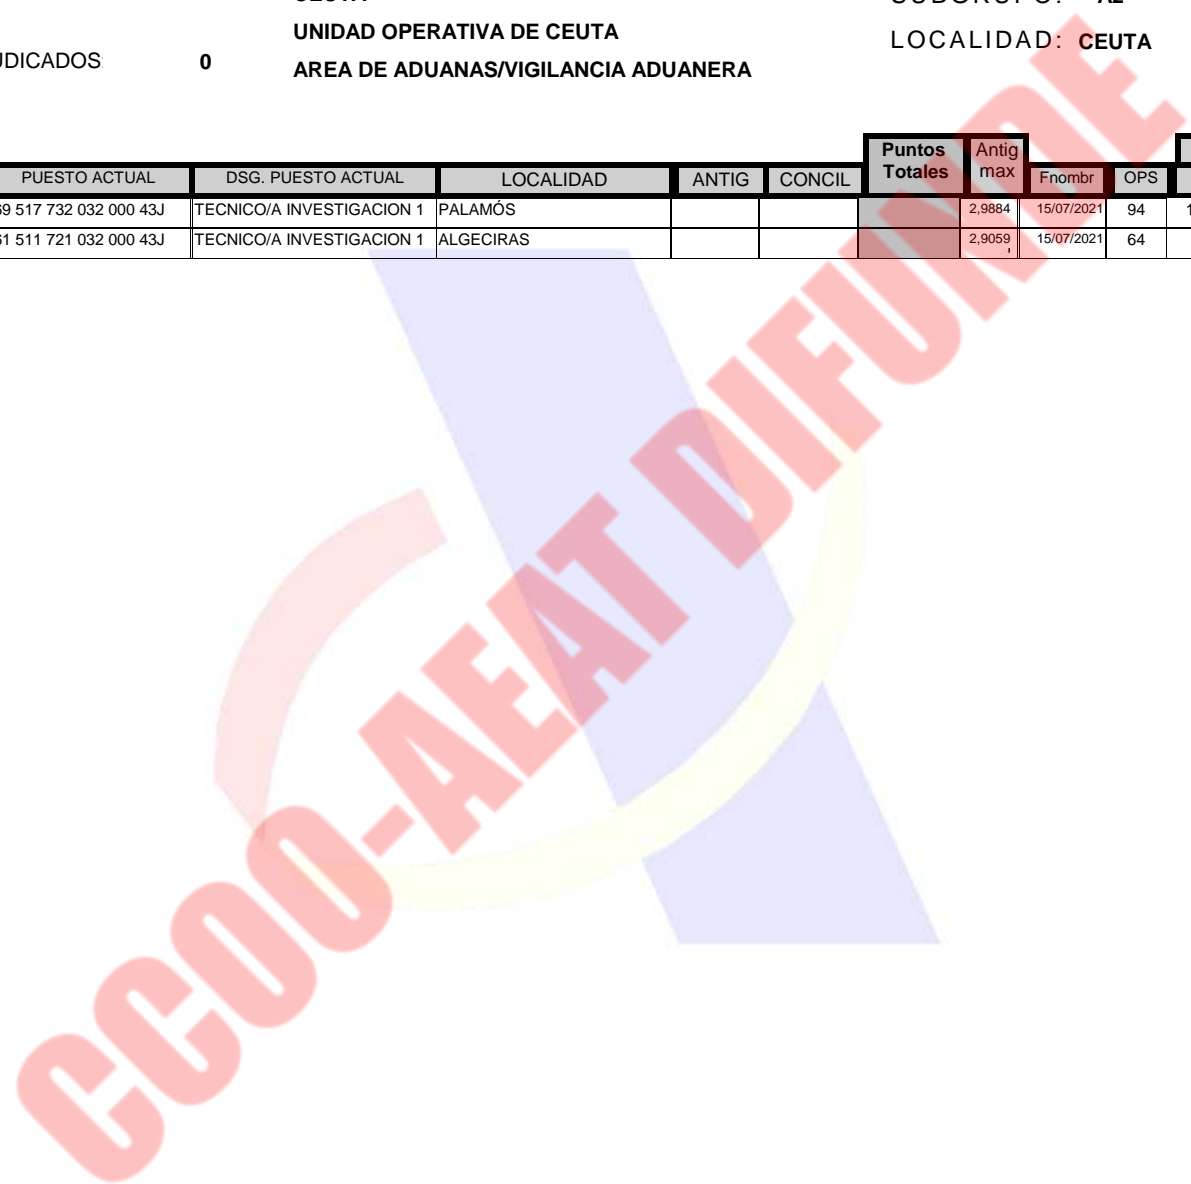 UNIDAD OPERATIVA DE CEUTA
LOCALIDAD: CEUTA
UDICADOS: 0
AREA DE ADUANAS/VIGILANCIA ADUANERA
Puntos Totales Antig max
PUESTO ACTUAL DSG. PUESTO ACTUAL LOCALIDAD ANTIG CONCIL Fnombr OPS
69 517 732 032 000 43J TECNICO/A INVESTIGACION 1 PALAMÓS 2,9884 15/07/2021 94
61 511 721 032 000 43J TECNICO/A INVESTIGACION 1 ALGECIRAS 2,9059 15/07/2021 64
CCOO-AEAT DIFUNDE